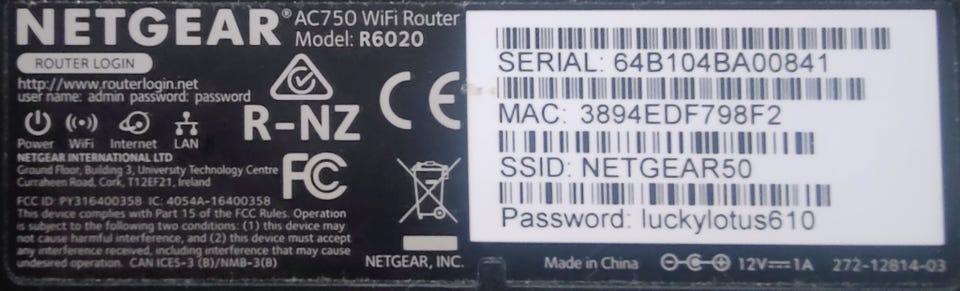 NETGEAR® AC750 WiFi Router
Model: R6020
ROUTER LOGIN
http://www.routerlogin.net
user name: admin password: password
Power WiFi Internet LAN
R-NZ
CE
FC
NETGEAR INTERNATIONAL LTD
Ground Floor, Building 3, University Technology Centre
Curraheen Road, Cork, T12EF21, Ireland
FCC ID: PY316400358 IC: 4054A-16400358
This device complies with Part 15 of the FCC Rules. Operation
is subject to the following two conditions: (1) this device may
not cause harmful interference, and (2) this device must accept
any interference received, including interference that may cause
undesired operation. CAN ICES-3 (B)/NMB-3(B)
NETGEAR, INC.
SERIAL: 64B104BA00841
MAC: 3894EDF798F2
SSID: NETGEAR50
Password: luckylotus610
Made in China 12V⎓1A 272-12814-03